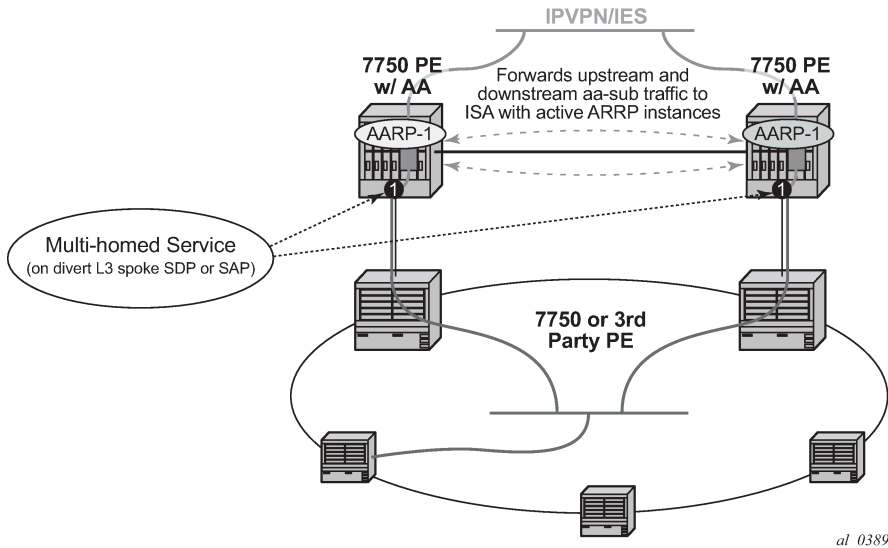 IPVPN/IES
7750 PE
w/ AA
Forwards upstream and
downstream aa-sub traffic to
ISA with active ARRP instances
7750 PE
w/ AA
AARP-1
AARP-1
1
1
Multi-homed Service
(on divert L3 spoke SDP or SAP)
7750 or 3rd
Party PE
al_0389